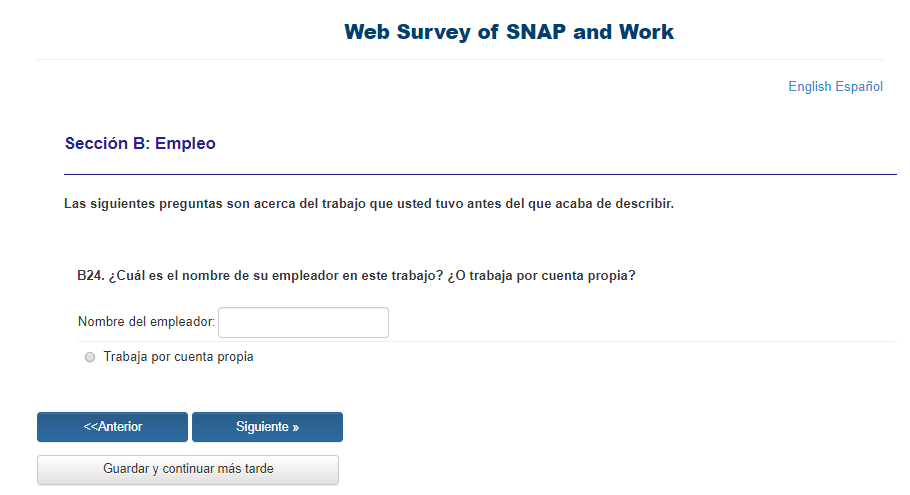 Web Survey of SNAP and Work
English Español
Sección B: Empleo
Las siguientes preguntas son acerca del trabajo que usted tuvo antes del que acaba de describir.
B24. ¿Cuál es el nombre de su empleador en este trabajo? ¿O trabaja por cuenta propia?
Nombre del empleador:
Trabaja por cuenta propia
<<Anterior
Siguiente »
Guardar y continuar más tarde